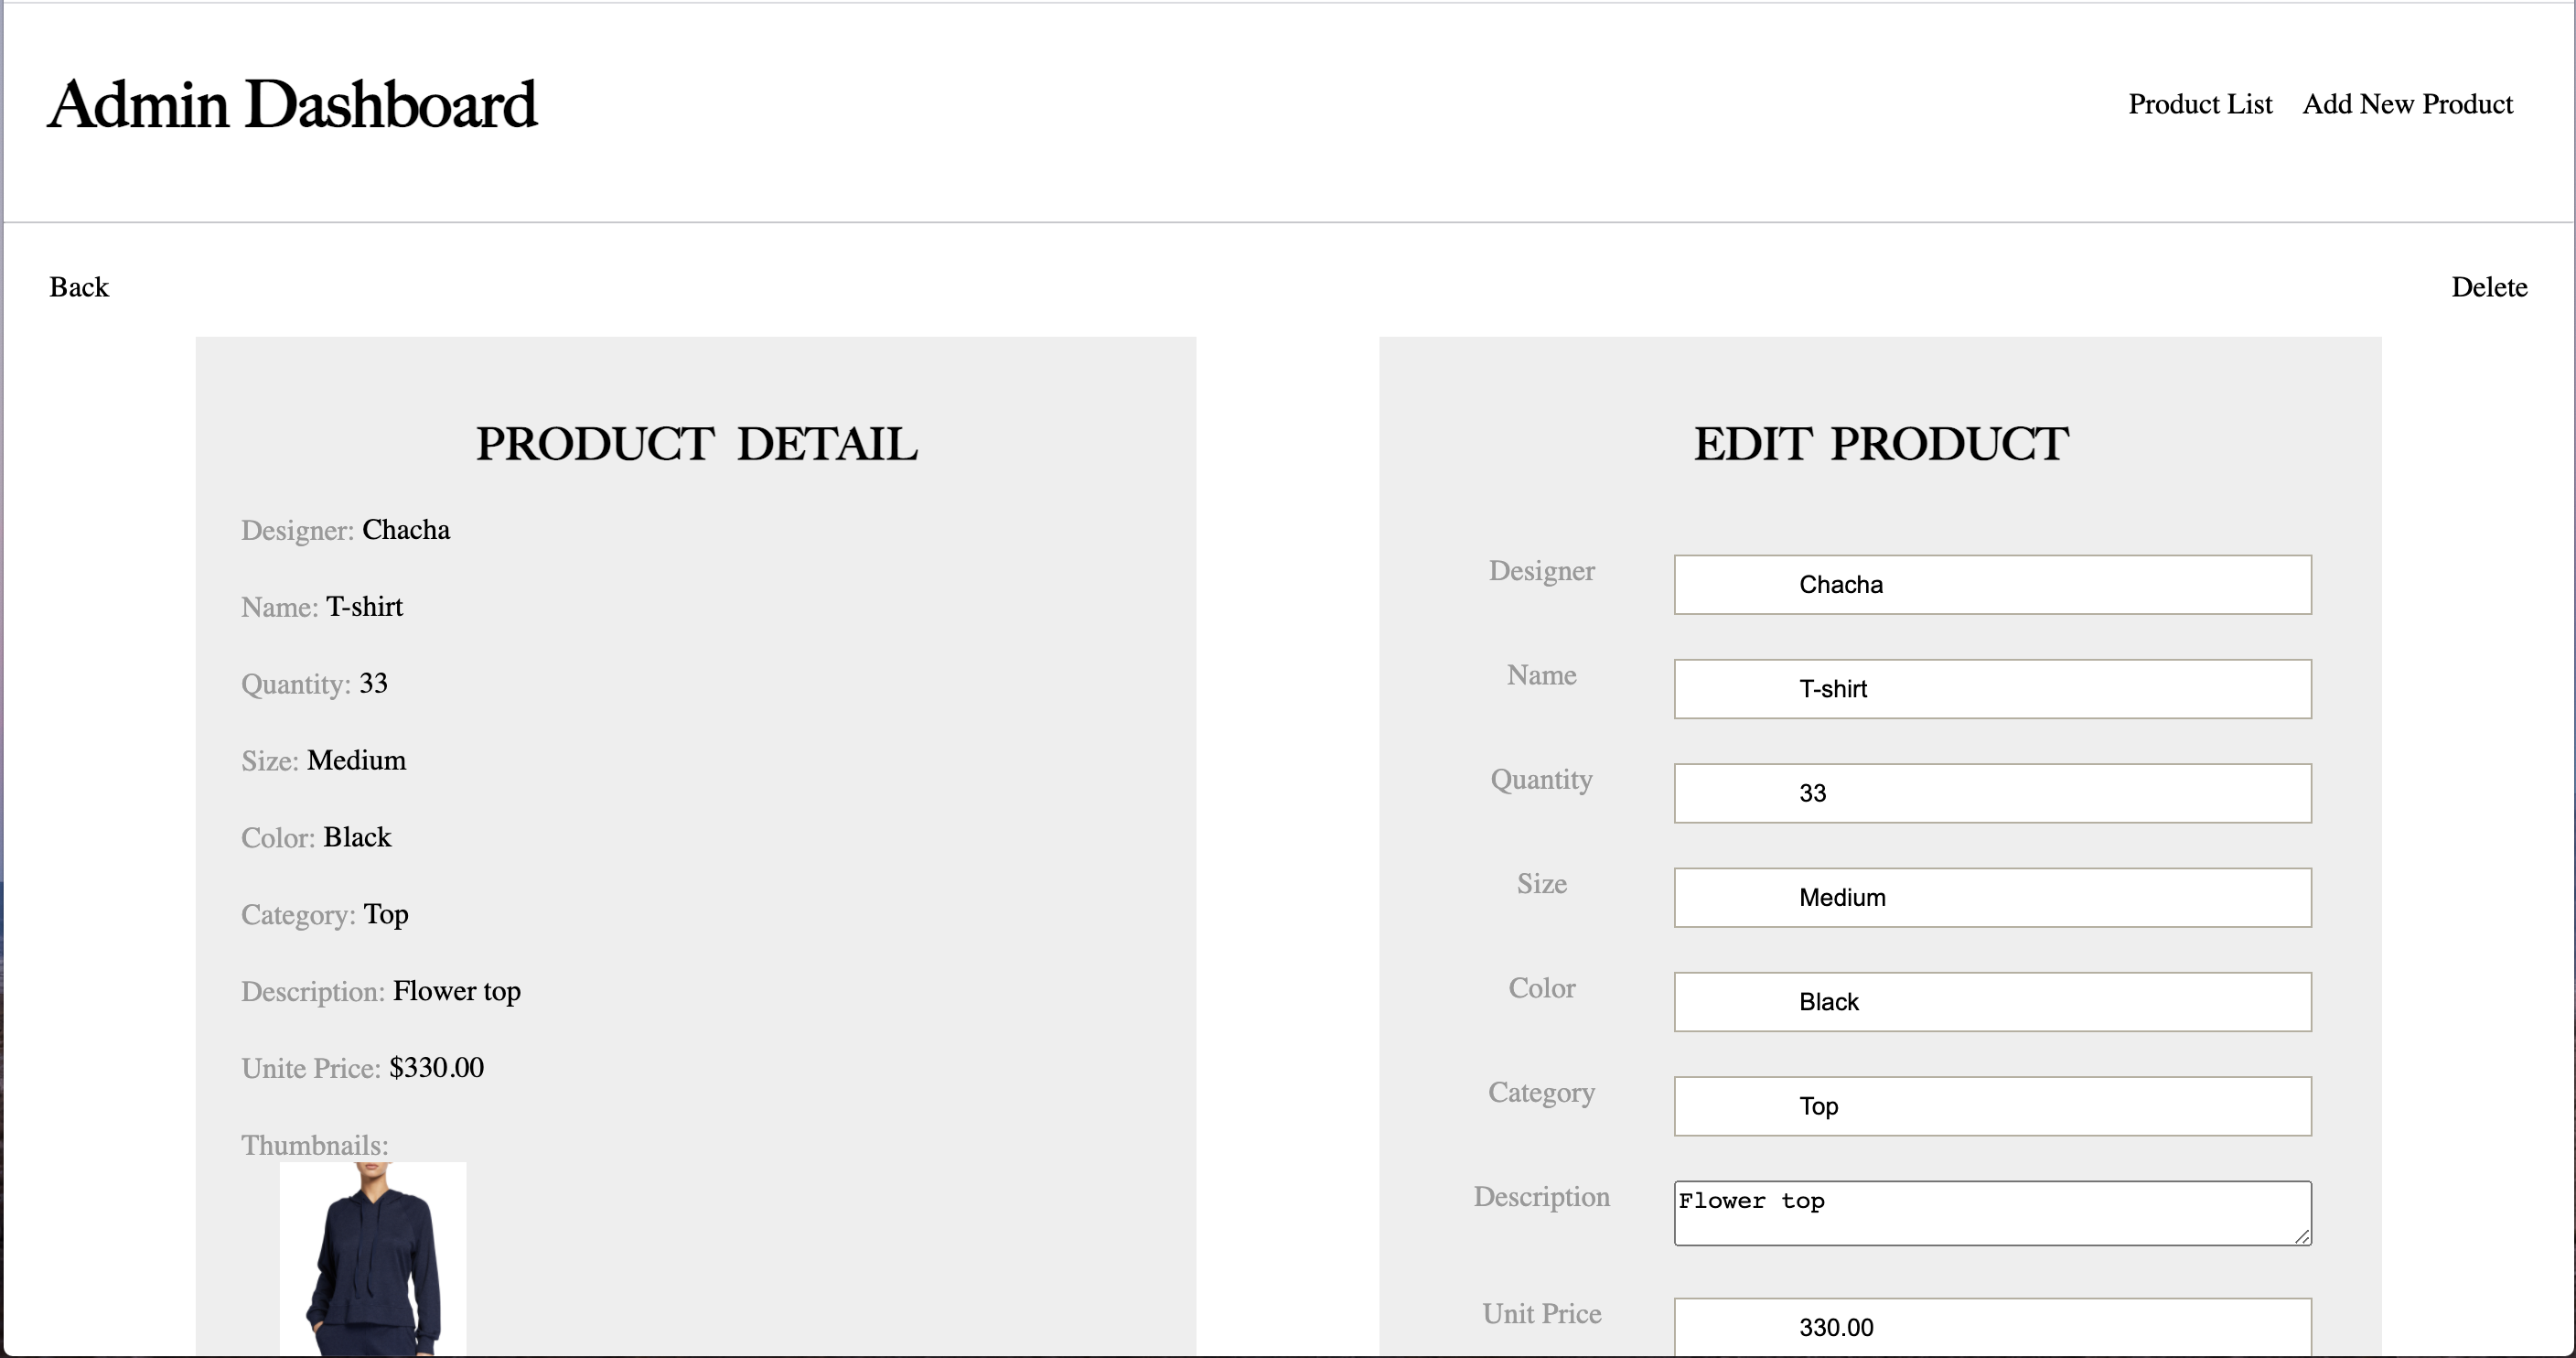 Admin Dashboard
Product List Add New Product
Back
Delete
PRODUCT DETAIL
Designer: Chacha
Name: T-shirt
Quantity: 33
Size: Medium
Color: Black
Category: Top
Description: Flower top
Unite Price: $330.00
Thumbnails:
EDIT PRODUCT
Designer Chacha
Name T-shirt
Quantity 33
Size Medium
Color Black
Category Top
Description Flower top
Unit Price 330.00